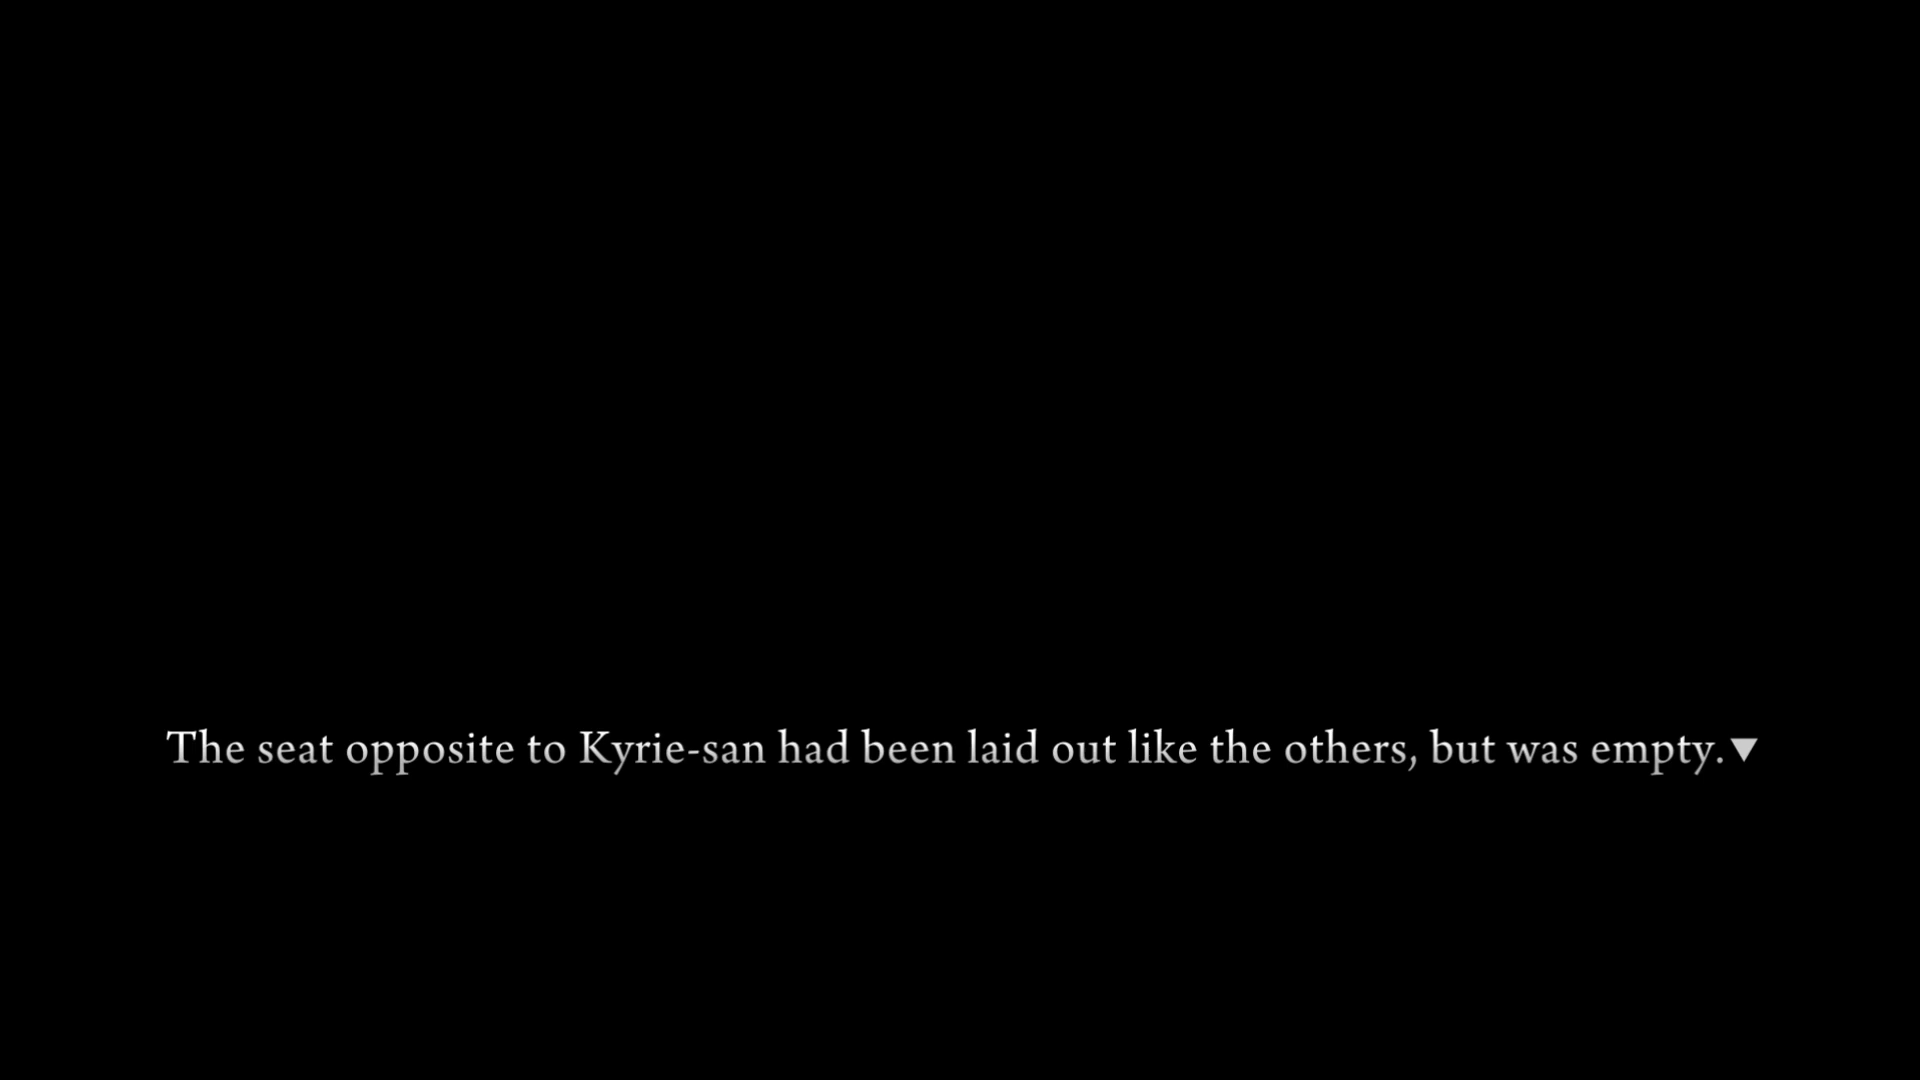 The seat opposite to Kyrie-san had been laid out like the others, but was empty.▼